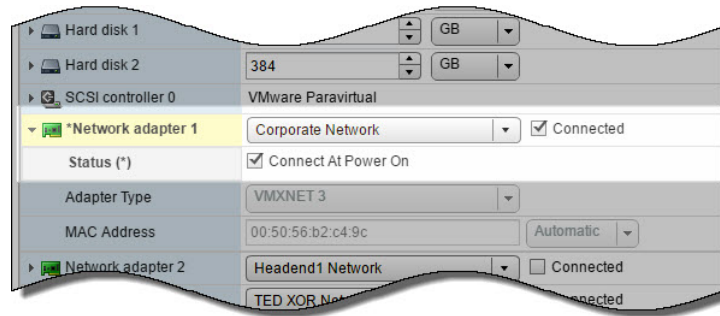 Hard disk 1 GB
Hard disk 2 384 GB
SCSI controller 0 VMware Paravirtual
*Network adapter 1 Corporate Network Connected
Status (*) Connect At Power On
Adapter Type VMXNET 3
MAC Address 00:50:56:b2:c4:9c Automatic
Network adapter 2 Headend1 Network Connected
TED XOR